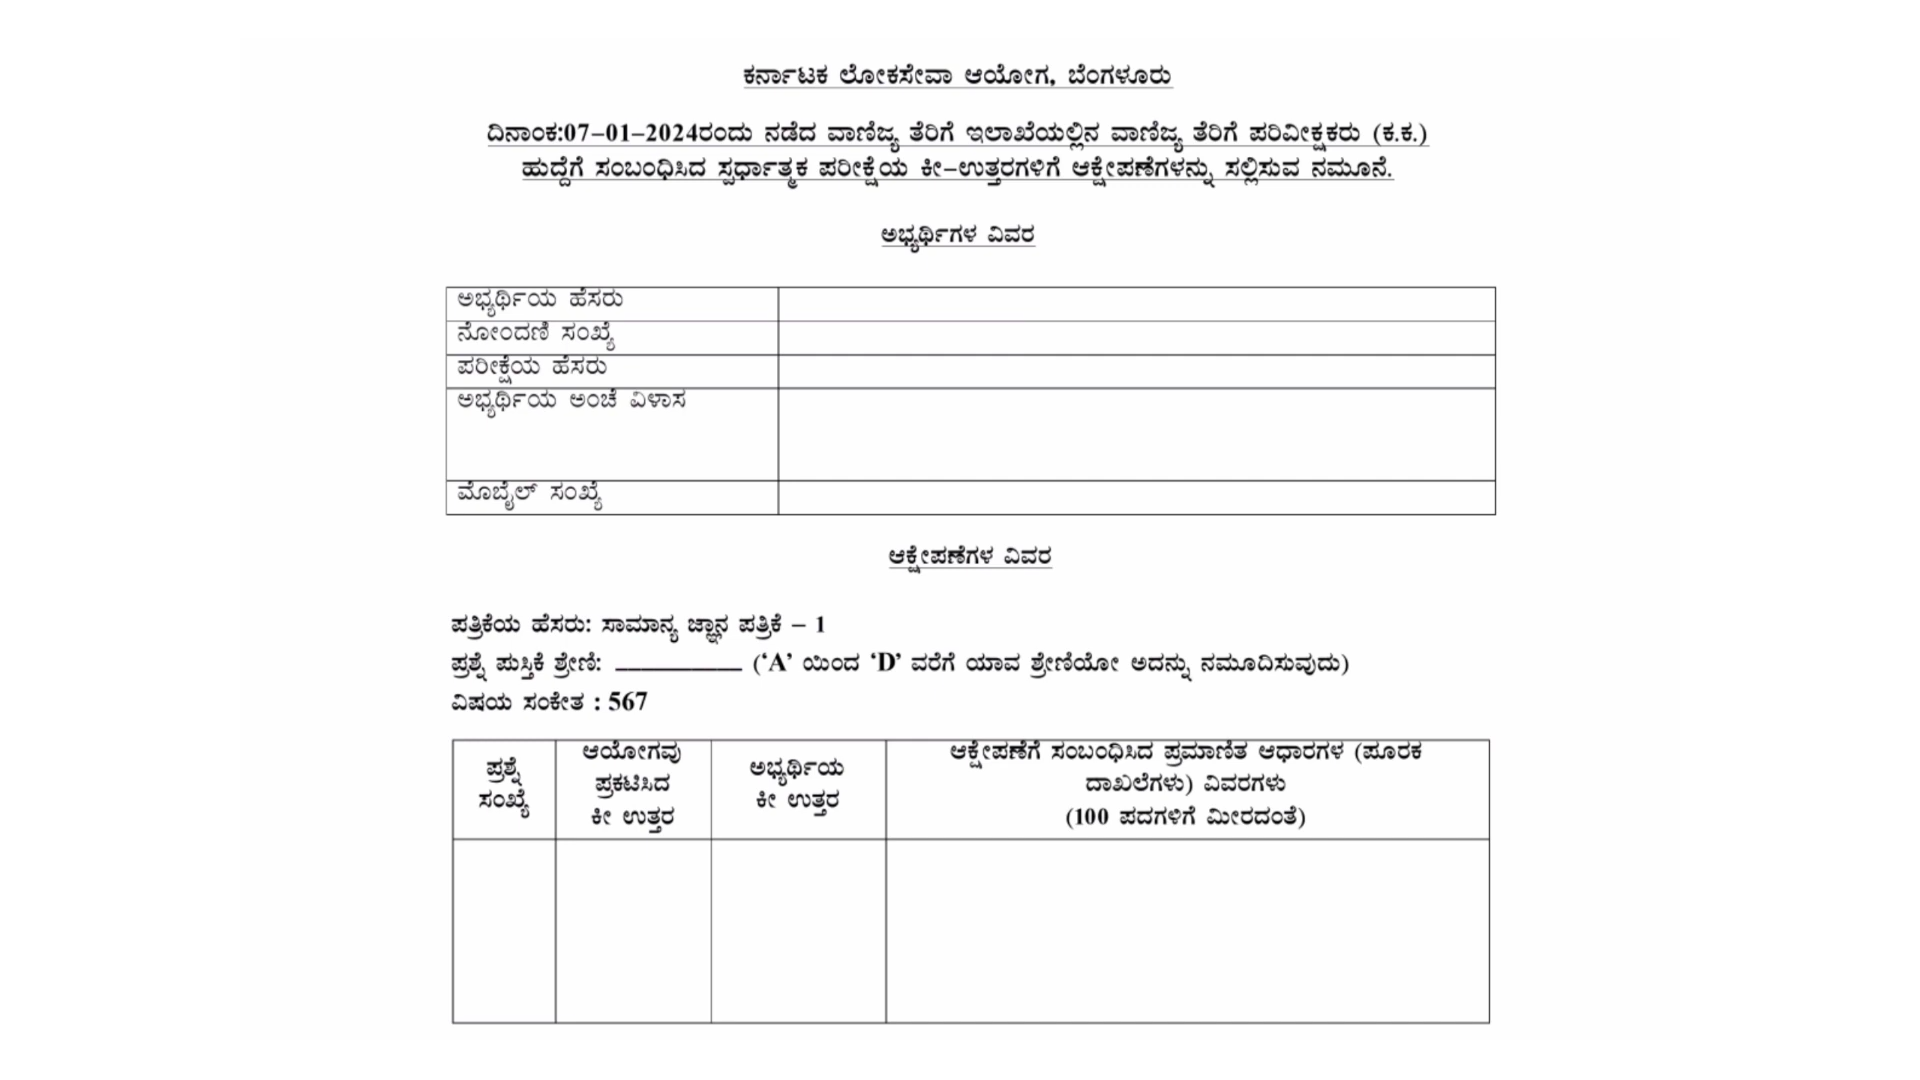 ಕರ್ನಾಟಕ ಲೋಕಸೇವಾ ಆಯೋಗ, ಬೆಂಗಳೂರು
ದಿನಾಂಕ:07–01–2024ರಂದು ನಡೆದ ವಾಣಿಜ್ಯ ತೆರಿಗೆ ಇಲಾಖೆಯಲ್ಲಿನ ವಾಣಿಜ್ಯ ತೆರಿಗೆ ಪರಿವೀಕ್ಷಕರು (ಕ.ಕ.)
ಹುದ್ದೆಗೆ ಸಂಬಂಧಿಸಿದ ಸ್ಪರ್ಧಾತ್ಮಕ ಪರೀಕ್ಷೆಯ ಕೀ–ಉತ್ತರಗಳಿಗೆ ಆಕ್ಷೇಪಣೆಗಳನ್ನು ಸಲ್ಲಿಸುವ ನಮೂನೆ.
ಅಭ್ಯರ್ಥಿಗಳ ವಿವರ
ಅಭ್ಯರ್ಥಿಯ ಹೆಸರು
ನೋಂದಣಿ ಸಂಖ್ಯೆ
ಪರೀಕ್ಷೆಯ ಹೆಸರು
ಅಭ್ಯರ್ಥಿಯ ಅಂಚೆ ವಿಳಾಸ
ಮೊಬೈಲ್ ಸಂಖ್ಯೆ
ಆಕ್ಷೇಪಣೆಗಳ ವಿವರ
ಪತ್ರಿಕೆಯ ಹೆಸರು: ಸಾಮಾನ್ಯ ಜ್ಞಾನ ಪತ್ರಿಕೆ – 1
ಪ್ರಶ್ನೆ ಪುಸ್ತಿಕೆ ಶ್ರೇಣಿ: __________ (‘A’ ಯಿಂದ ‘D’ ವರೆಗೆ ಯಾವ ಶ್ರೇಣಿಯೋ ಅದನ್ನು ನಮೂದಿಸುವುದು)
ವಿಷಯ ಸಂಕೇತ : 567
ಪ್ರಶ್ನೆ
ಸಂಖ್ಯೆ
ಆಯೋಗವು
ಪ್ರಕಟಿಸಿದ
ಕೀ ಉತ್ತರ
ಅಭ್ಯರ್ಥಿಯ
ಕೀ ಉತ್ತರ
ಆಕ್ಷೇಪಣೆಗೆ ಸಂಬಂಧಿಸಿದ ಪ್ರಮಾಣಿತ ಆಧಾರಗಳ (ಪೂರಕ
ದಾಖಲೆಗಳು) ವಿವರಗಳು
(100 ಪದಗಳಿಗೆ ಮೀರದಂತೆ)